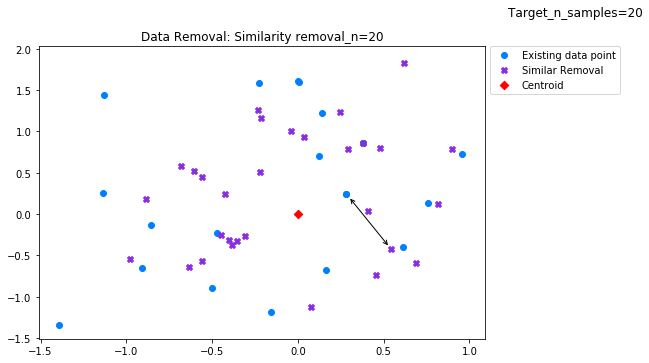 Target_n_samples=20
Data Removal: Similarity removal_n=20
Existing data point
Similar Removal
Centroid
2.0
1.5
1.0
0.5
0.0
−0.5
−1.0
−1.5
−1.5 −1.0 −0.5 0.0 0.5 1.0